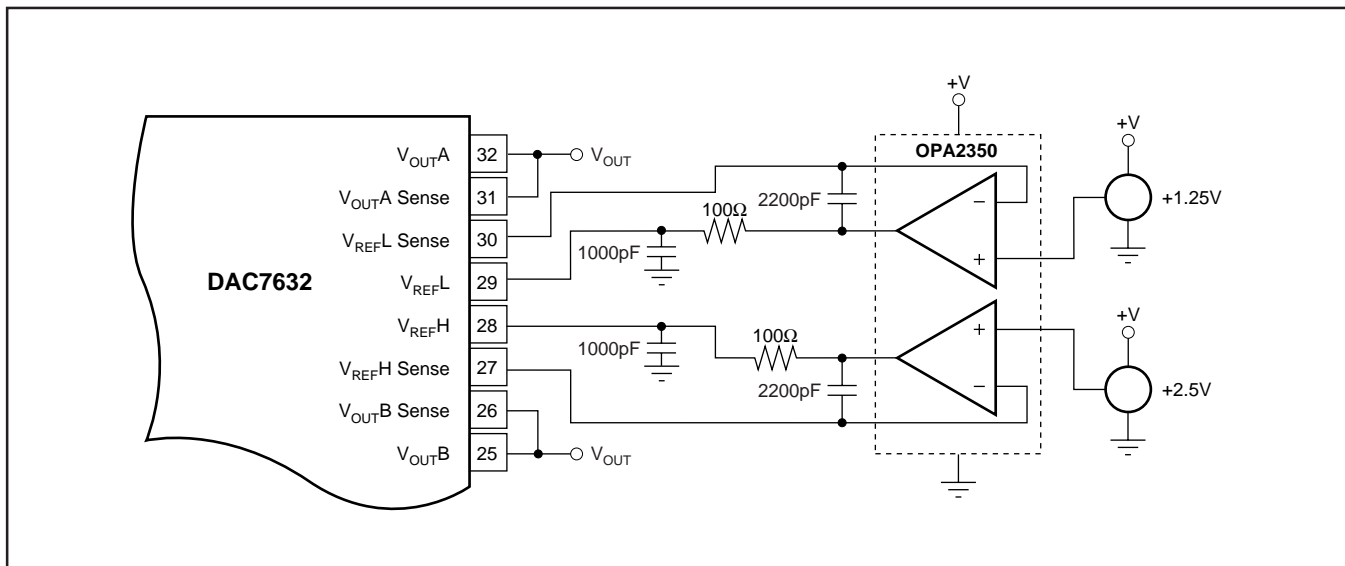 DAC7632
V_OUT A 32
V_OUT A Sense 31
V_REF L Sense 30
V_REF L 29
V_REF H 28
V_REF H Sense 27
V_OUT B Sense 26
V_OUT B 25
V_OUT
V_OUT
1000pF
100Ω
2200pF
1000pF
100Ω
2200pF
+V
OPA2350
−
+
+
−
+V
+1.25V
+V
+2.5V